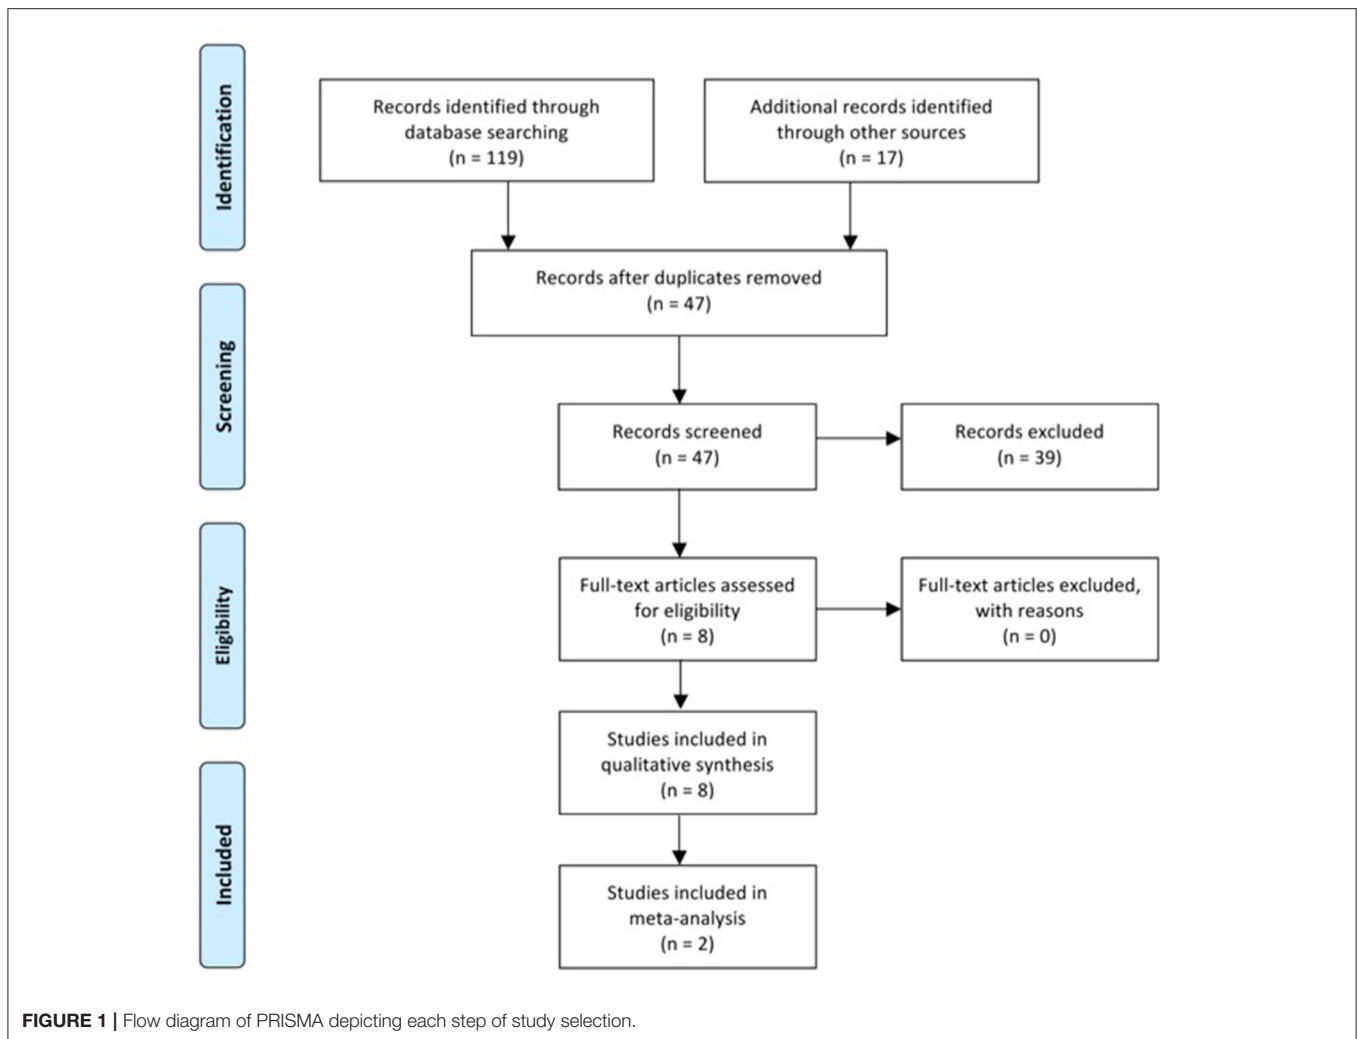 Identification
Records identified through
database searching
(n = 119)
Additional records identified
through other sources
(n = 17)
Records after duplicates removed
(n = 47)
Screening
Records screened
(n = 47)
Records excluded
(n = 39)
Eligibility
Full-text articles assessed
for eligibility
(n = 8)
Full-text articles excluded,
with reasons
(n = 0)
Studies included in
qualitative synthesis
(n = 8)
Included
Studies included in
meta-analysis
(n = 2)
FIGURE 1 | Flow diagram of PRISMA depicting each step of study selection.